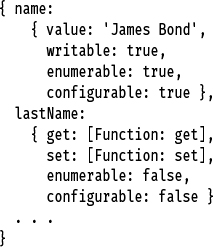 { name:
    { value: 'James Bond',
      writable: true,
      enumerable: true,
      configurable: true },
  lastName:
    { get: [Function: get],
      set: [Function: set],
      enumerable: false,
      configurable: false }
  . . .
}